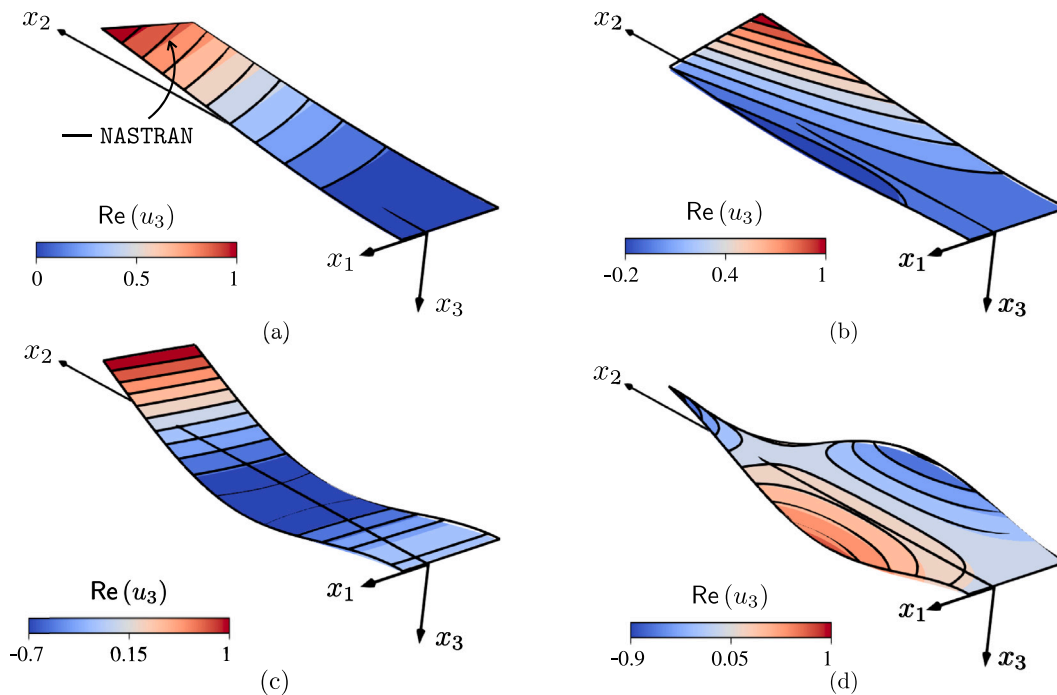 x₂
NASTRAN
Re (u₃)
0 0.5 1
x₁
x₃
(a)
x₂
Re (u₃)
-0.2 0.4 1
x₁
x₃
(b)
x₂
Re (u₃)
-0.7 0.15 1
x₁
x₃
(c)
x₂
Re (u₃)
-0.9 0.05 1
x₁
x₃
(d)